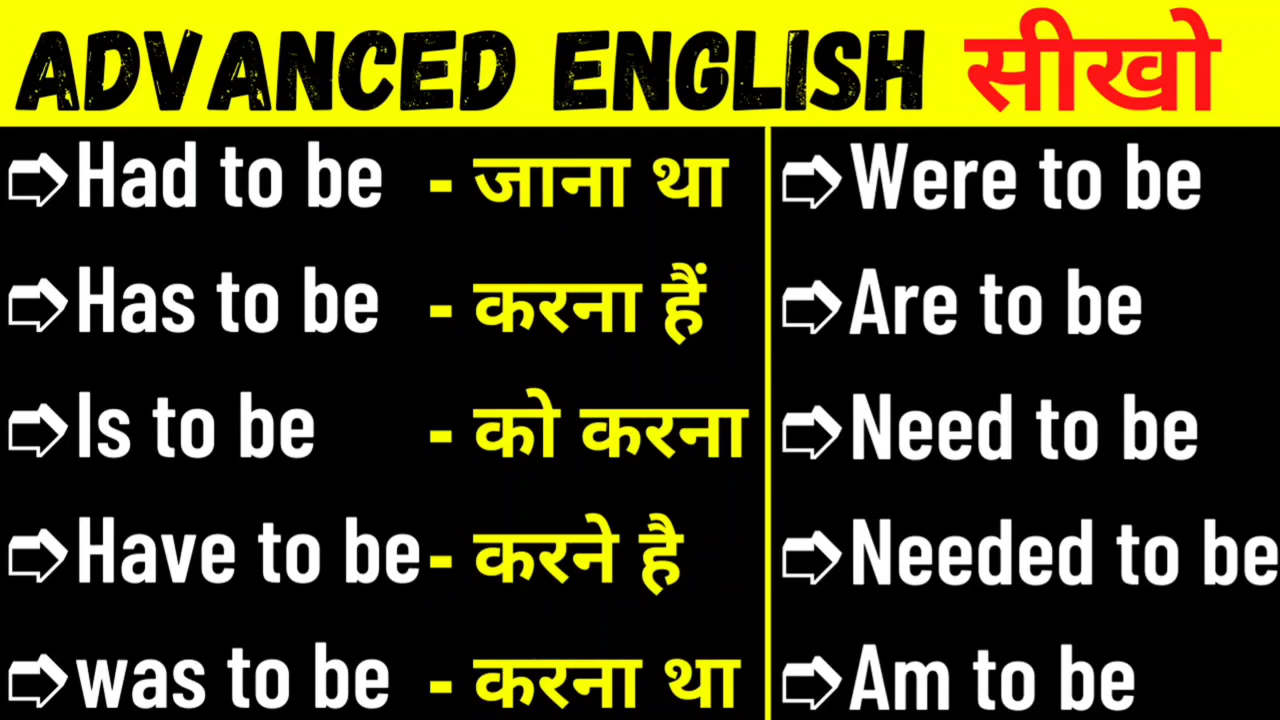 ADVANCED ENGLISH सीखो
➩Had to be - जाना था
➩Has to be - करना हैं
➩Is to be - को करना
➩Have to be - करने है
➩was to be - करना था
➩Were to be
➩Are to be
➩Need to be
➩Needed to be
➩Am to be